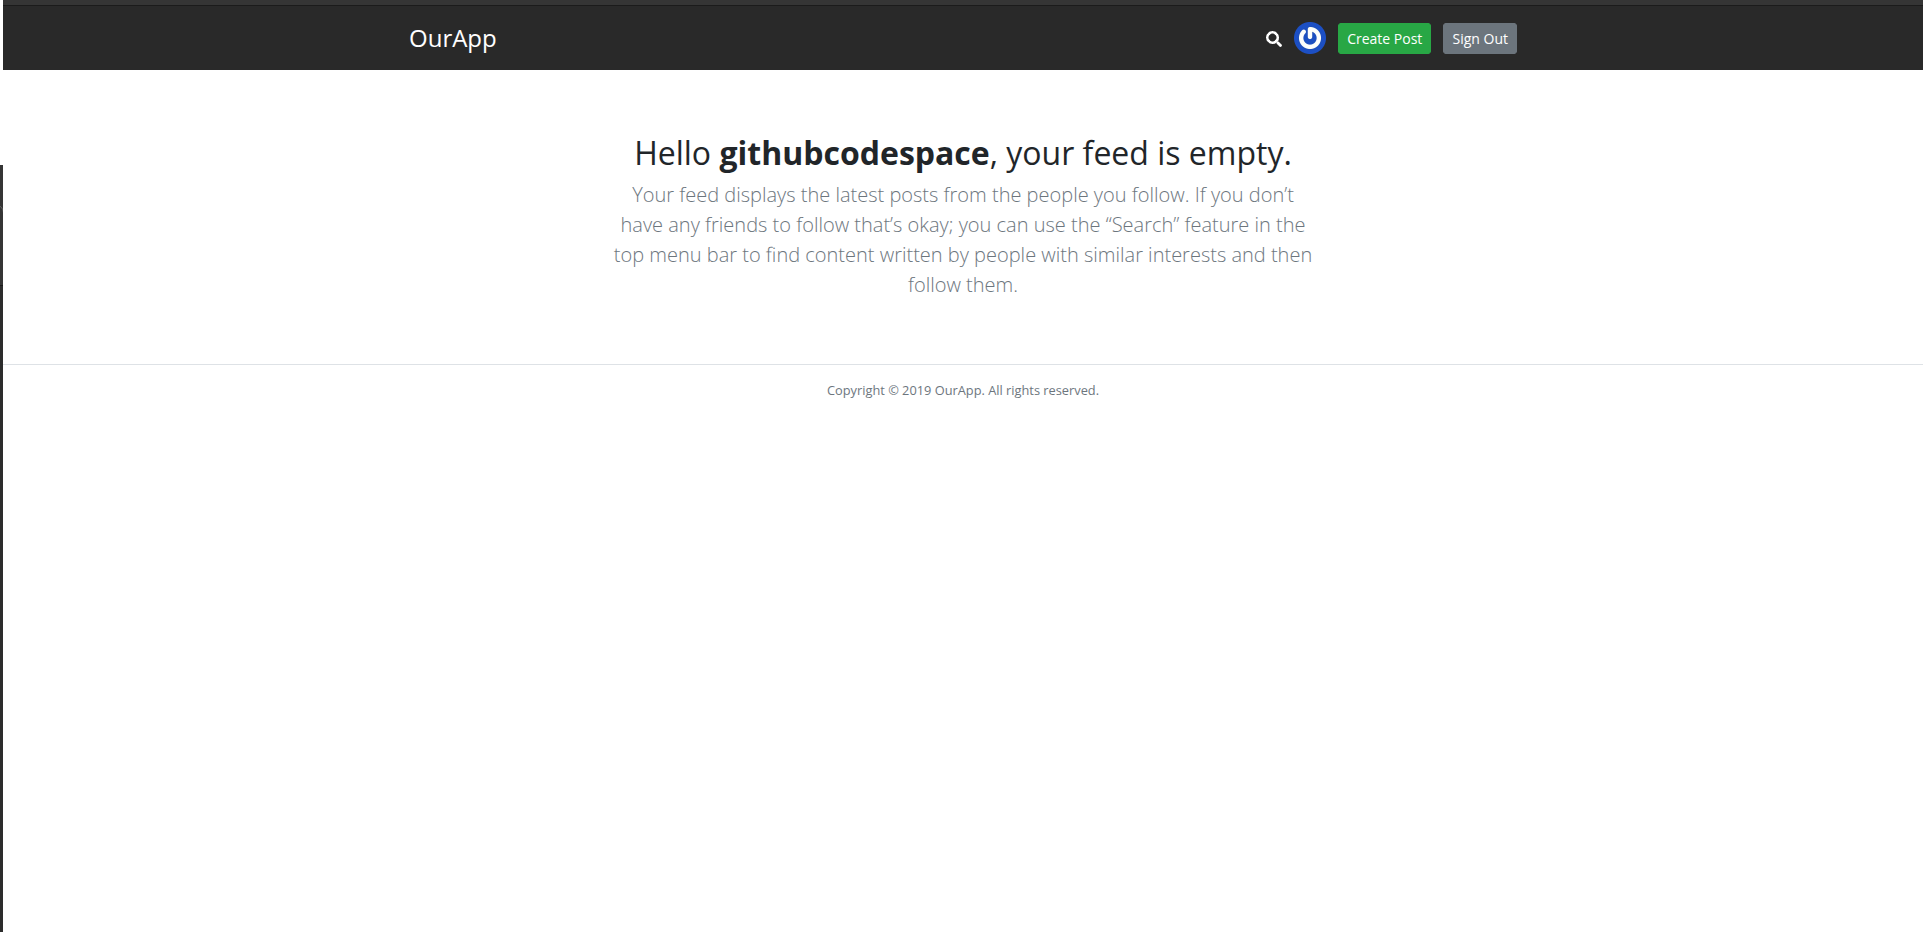 OurApp
Create Post
Sign Out
Hello githubcodespace, your feed is empty.
Your feed displays the latest posts from the people you follow. If you don’t
have any friends to follow that’s okay; you can use the “Search” feature in the
top menu bar to find content written by people with similar interests and then
follow them.
Copyright © 2019 OurApp. All rights reserved.